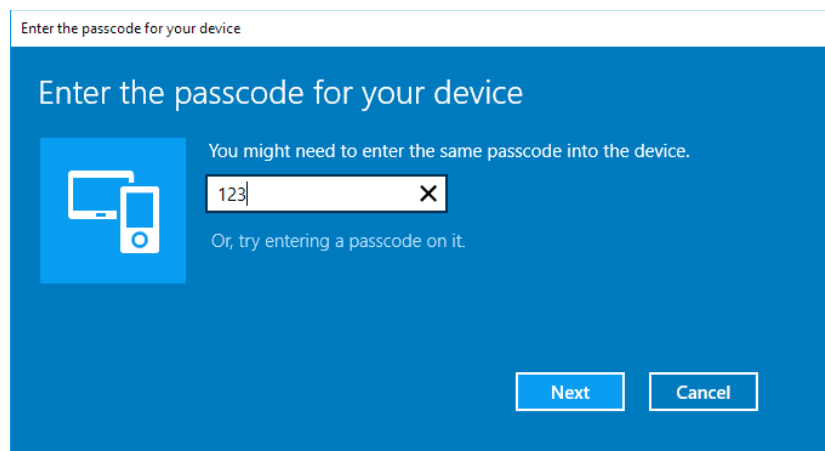 Enter the passcode for your device
Enter the passcode for your device
You might need to enter the same passcode into the device.
123
Or, try entering a passcode on it.
Next
Cancel